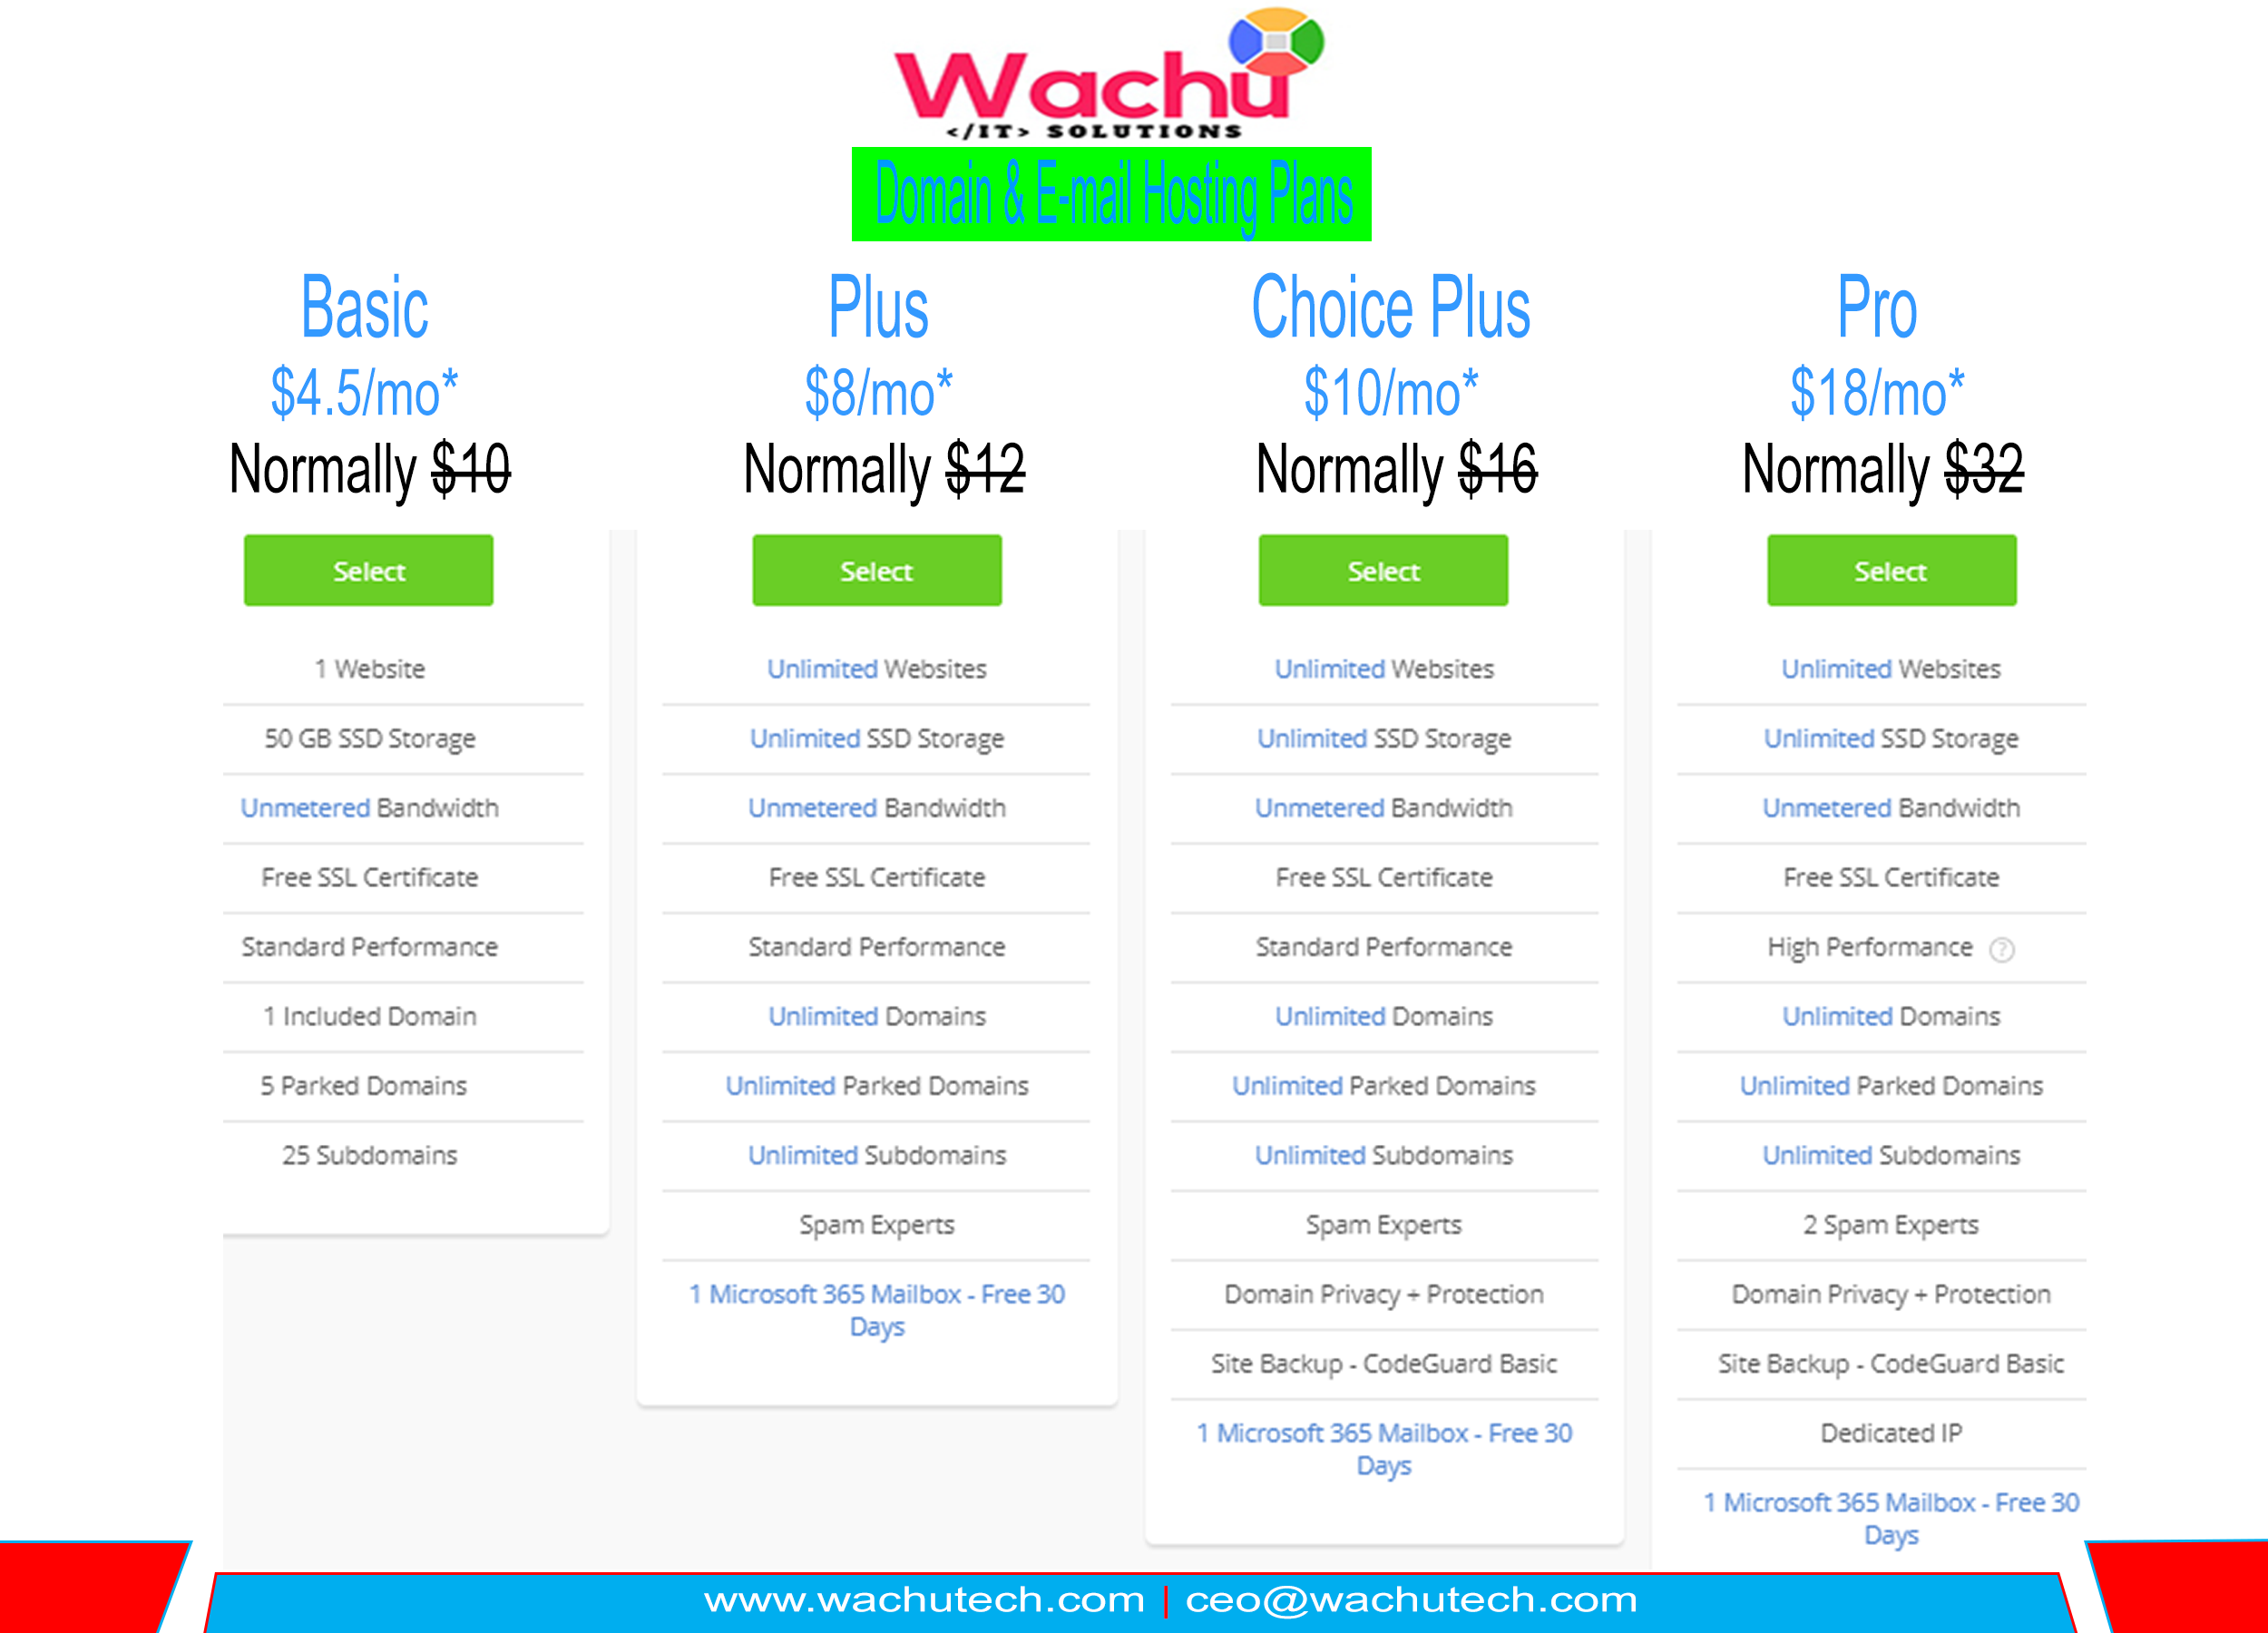 Wachu
</IT> SOLUTIONS
Domain & E-mail Hosting Plans
Basic
$4.5/mo*
Normally $10
Select
1 Website
50 GB SSD Storage
Unmetered Bandwidth
Free SSL Certificate
Standard Performance
1 Included Domain
5 Parked Domains
25 Subdomains
Plus
$8/mo*
Normally $12
Select
Unlimited Websites
Unlimited SSD Storage
Unmetered Bandwidth
Free SSL Certificate
Standard Performance
Unlimited Domains
Unlimited Parked Domains
Unlimited Subdomains
Spam Experts
1 Microsoft 365 Mailbox - Free 30
Days
Choice Plus
$10/mo*
Normally $16
Select
Unlimited Websites
Unlimited SSD Storage
Unmetered Bandwidth
Free SSL Certificate
Standard Performance
Unlimited Domains
Unlimited Parked Domains
Unlimited Subdomains
Spam Experts
Domain Privacy + Protection
Site Backup - CodeGuard Basic
1 Microsoft 365 Mailbox - Free 30
Days
Pro
$18/mo*
Normally $32
Select
Unlimited Websites
Unlimited SSD Storage
Unmetered Bandwidth
Free SSL Certificate
High Performance ?
Unlimited Domains
Unlimited Parked Domains
Unlimited Subdomains
2 Spam Experts
Domain Privacy + Protection
Site Backup - CodeGuard Basic
Dedicated IP
1 Microsoft 365 Mailbox - Free 30
Days
www.wachutech.com | ceo@wachutech.com